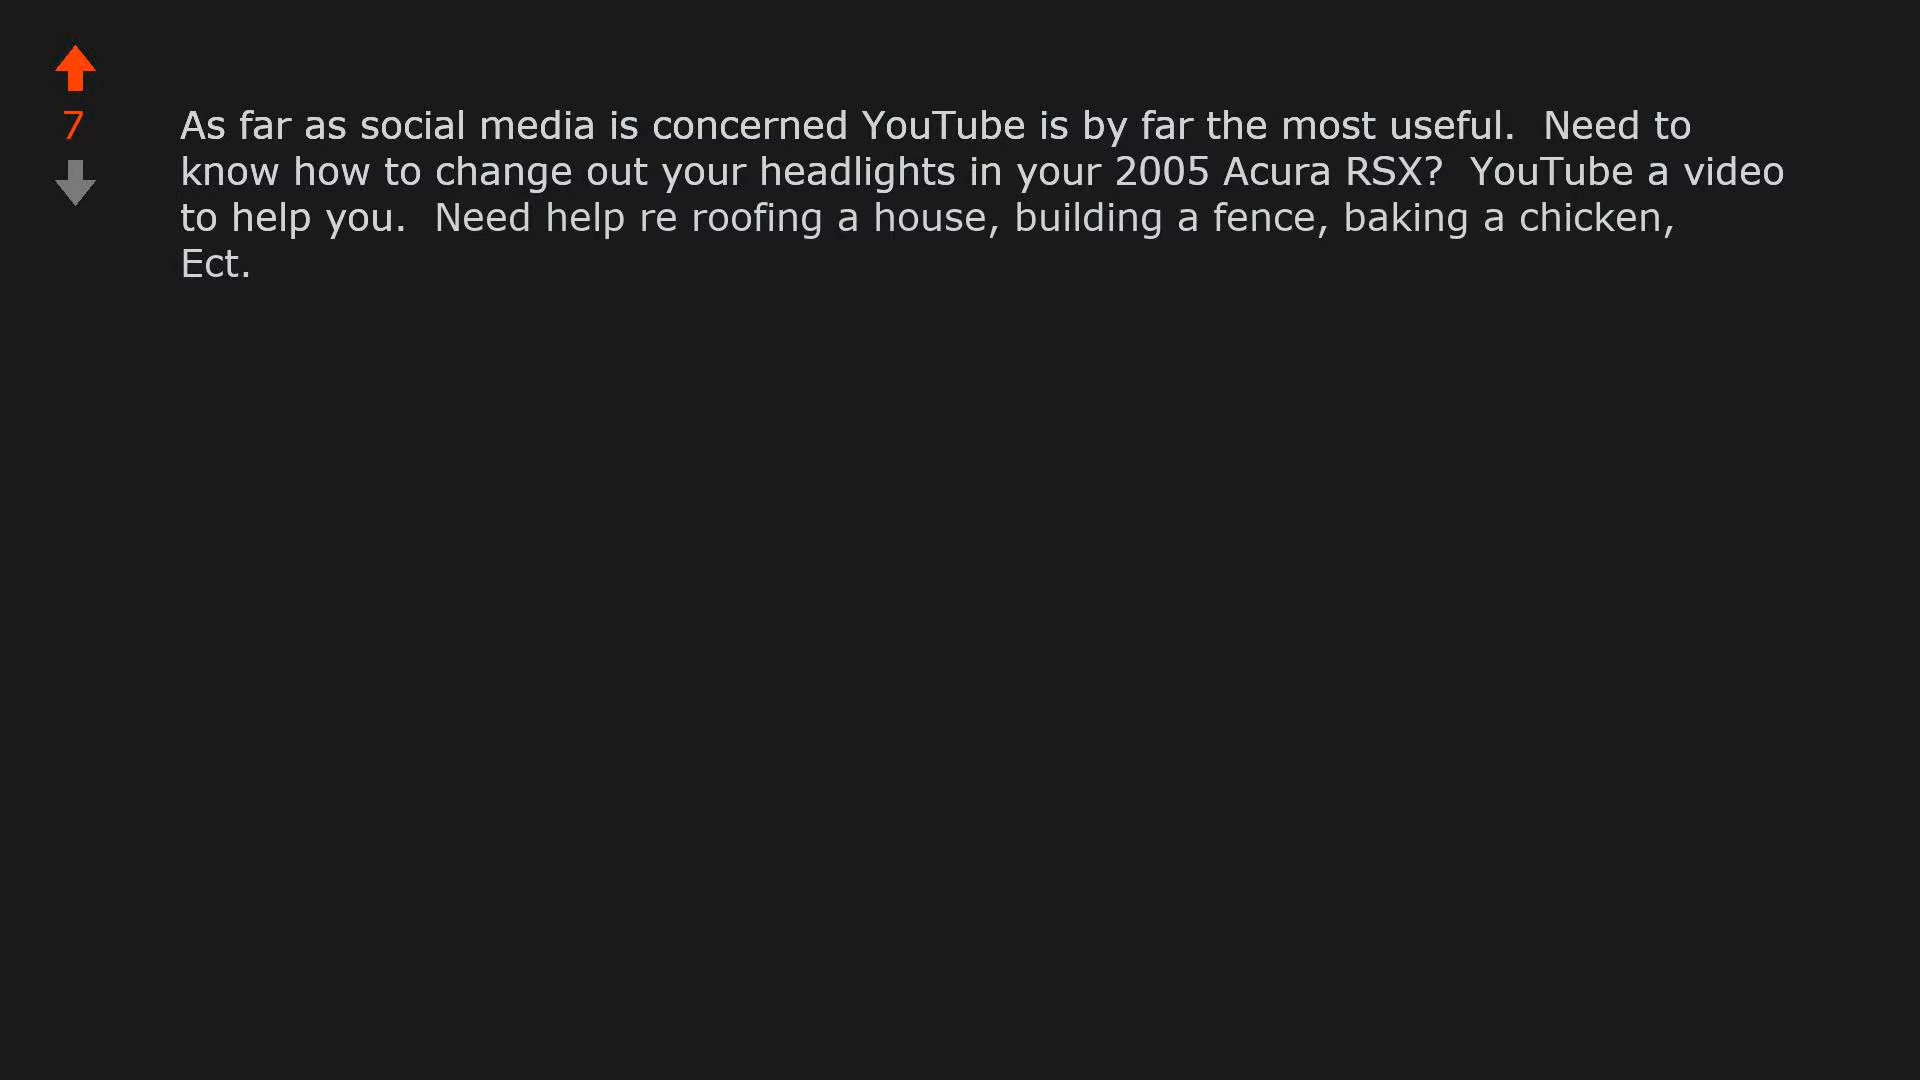 7
As far as social media is concerned YouTube is by far the most useful.  Need to
know how to change out your headlights in your 2005 Acura RSX?  YouTube a video
to help you.  Need help re roofing a house, building a fence, baking a chicken,
Ect.